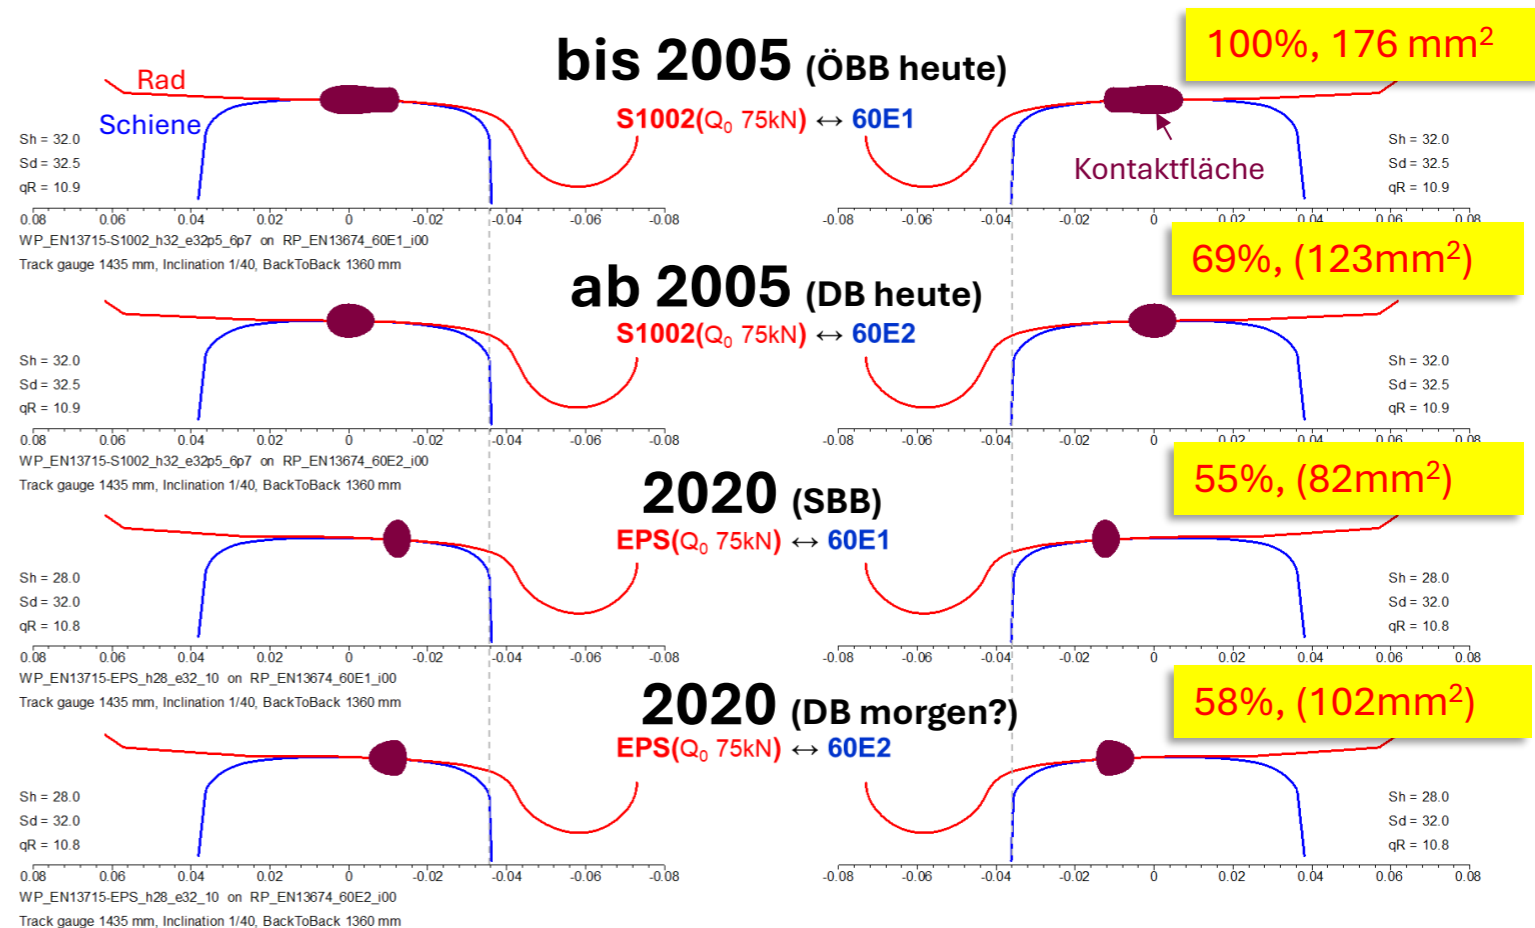 bis 2005 (ÖBB heute)
100%, 176 mm²
Rad
Schiene
S1002(Q₀ 75kN) ↔ 60E1
Kontaktfläche
Sh = 32.0
Sd = 32.5
qR = 10.9
Sh = 32.0
Sd = 32.5
qR = 10.9
0.08 0.06 0.04 0.02 0 -0.02 -0.04 -0.06 -0.08
-0.08 -0.06 -0.04 -0.02 0 0.02 0.04 0.06 0.08
WP_EN13715-S1002_h32_e32p5_6p7 on RP_EN13674_60E1_i00
Track gauge 1435 mm, Inclination 1/40, BackToBack 1360 mm
ab 2005 (DB heute)
69%, (123mm²)
S1002(Q₀ 75kN) ↔ 60E2
Sh = 32.0
Sd = 32.5
qR = 10.9
Sh = 32.0
Sd = 32.5
qR = 10.9
0.08 0.06 0.04 0.02 0 -0.02 -0.04 -0.06 -0.08
-0.08 -0.06 -0.04 -0.02 0 0.02 0.04 0.06 0.08
WP_EN13715-S1002_h32_e32p5_6p7 on RP_EN13674_60E2_i00
Track gauge 1435 mm, Inclination 1/40, BackToBack 1360 mm
2020 (SBB)
55%, (82mm²)
EPS(Q₀ 75kN) ↔ 60E1
Sh = 28.0
Sd = 32.0
qR = 10.8
Sh = 28.0
Sd = 32.0
qR = 10.8
0.08 0.06 0.04 0.02 0 -0.02 -0.04 -0.06 -0.08
-0.08 -0.06 -0.04 -0.02 0 0.02 0.04 0.06 0.08
WP_EN13715-EPS_h28_e32_10 on RP_EN13674_60E1_i00
Track gauge 1435 mm, Inclination 1/40, BackToBack 1360 mm
2020 (DB morgen?)
58%, (102mm²)
EPS(Q₀ 75kN) ↔ 60E2
Sh = 28.0
Sd = 32.0
qR = 10.8
Sh = 28.0
Sd = 32.0
qR = 10.8
0.08 0.06 0.04 0.02 0 -0.02 -0.04 -0.06 -0.08
-0.08 -0.06 -0.04 -0.02 0 0.02 0.04 0.06 0.08
WP_EN13715-EPS_h28_e32_10 on RP_EN13674_60E2_i00
Track gauge 1435 mm, Inclination 1/40, BackToBack 1360 mm